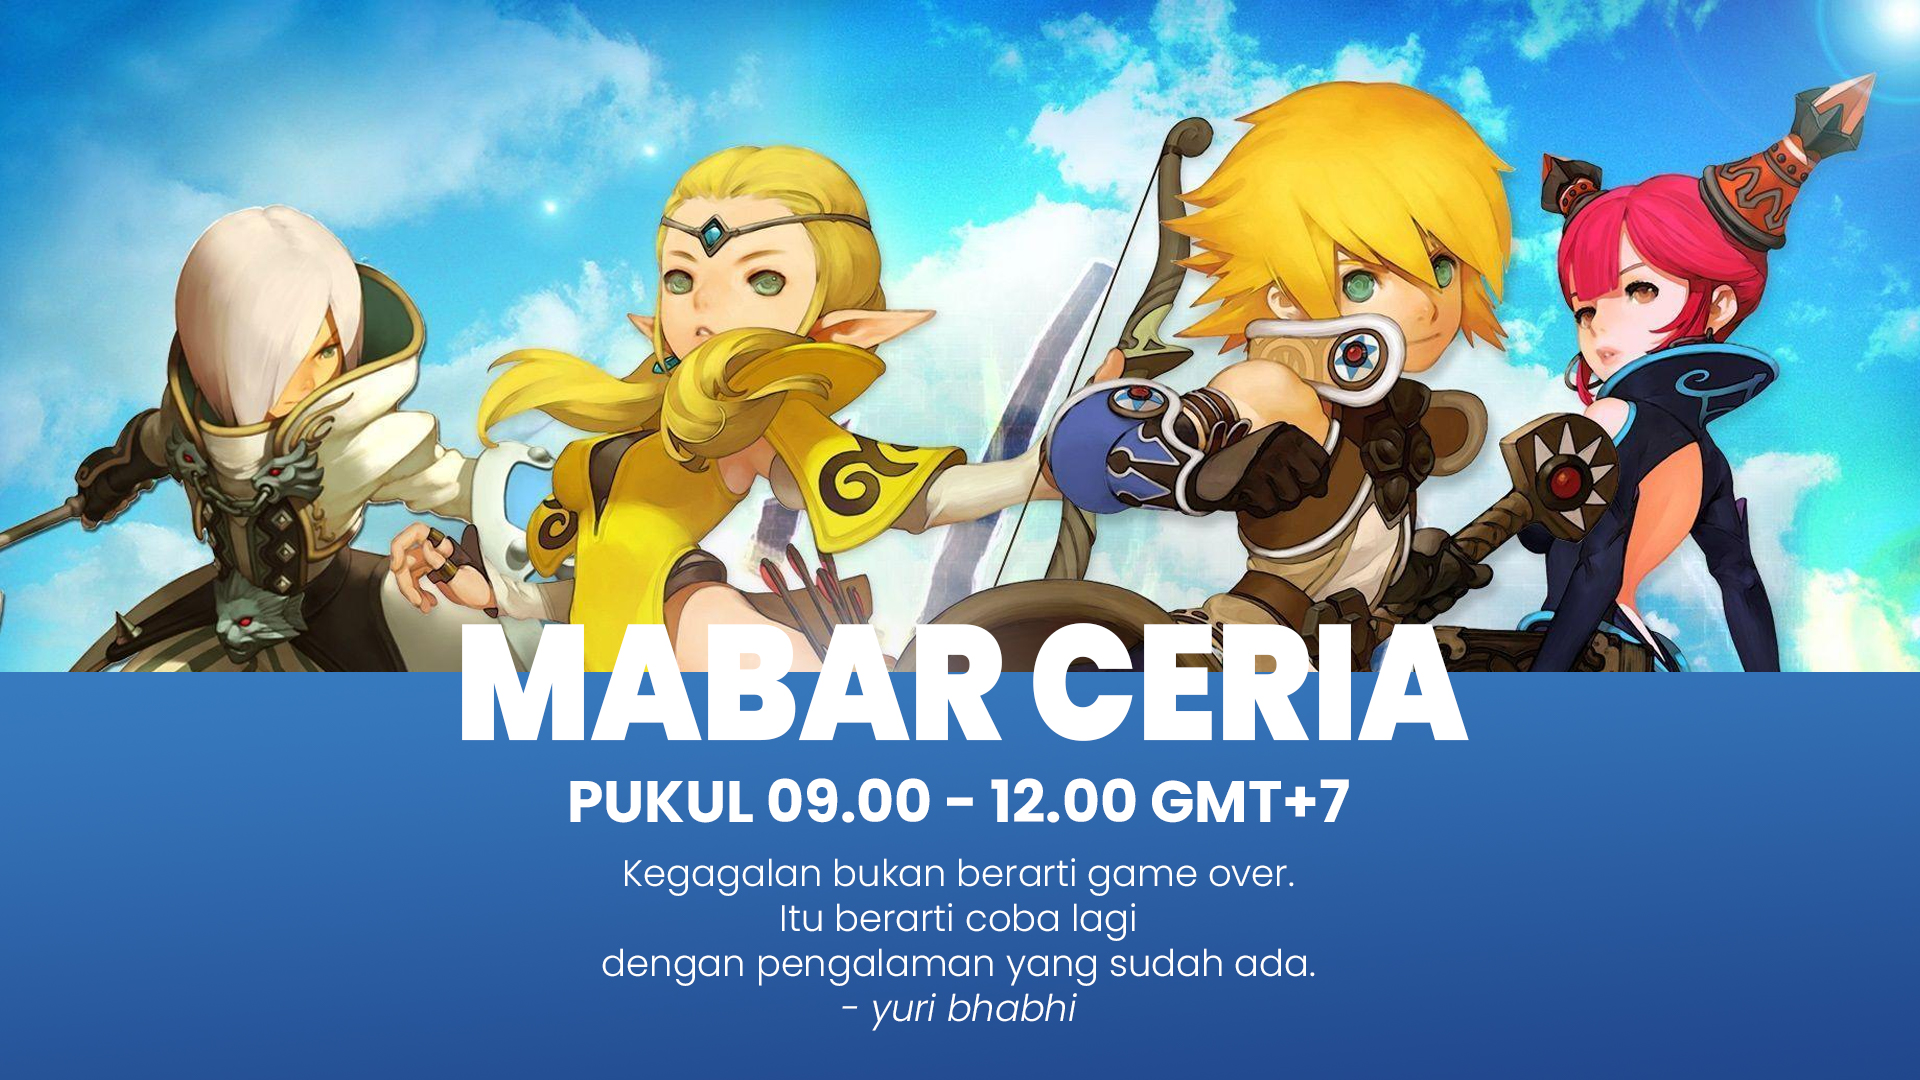 MABAR CERIA
PUKUL 09.00 - 12.00 GMT+7
Kegagalan bukan berarti game over.
Itu berarti coba lagi
dengan pengalaman yang sudah ada.
- yuri bhabhi